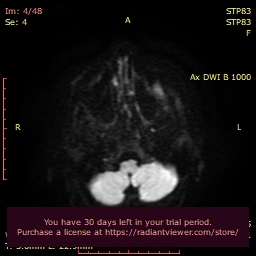 Im: 4/48
STP83
Se: 4
STP83
A
F
Ax DWI B 1000
R
L
You have 30 days left in your trial period.
Purchase a license at https://radiantviewer.com/store/